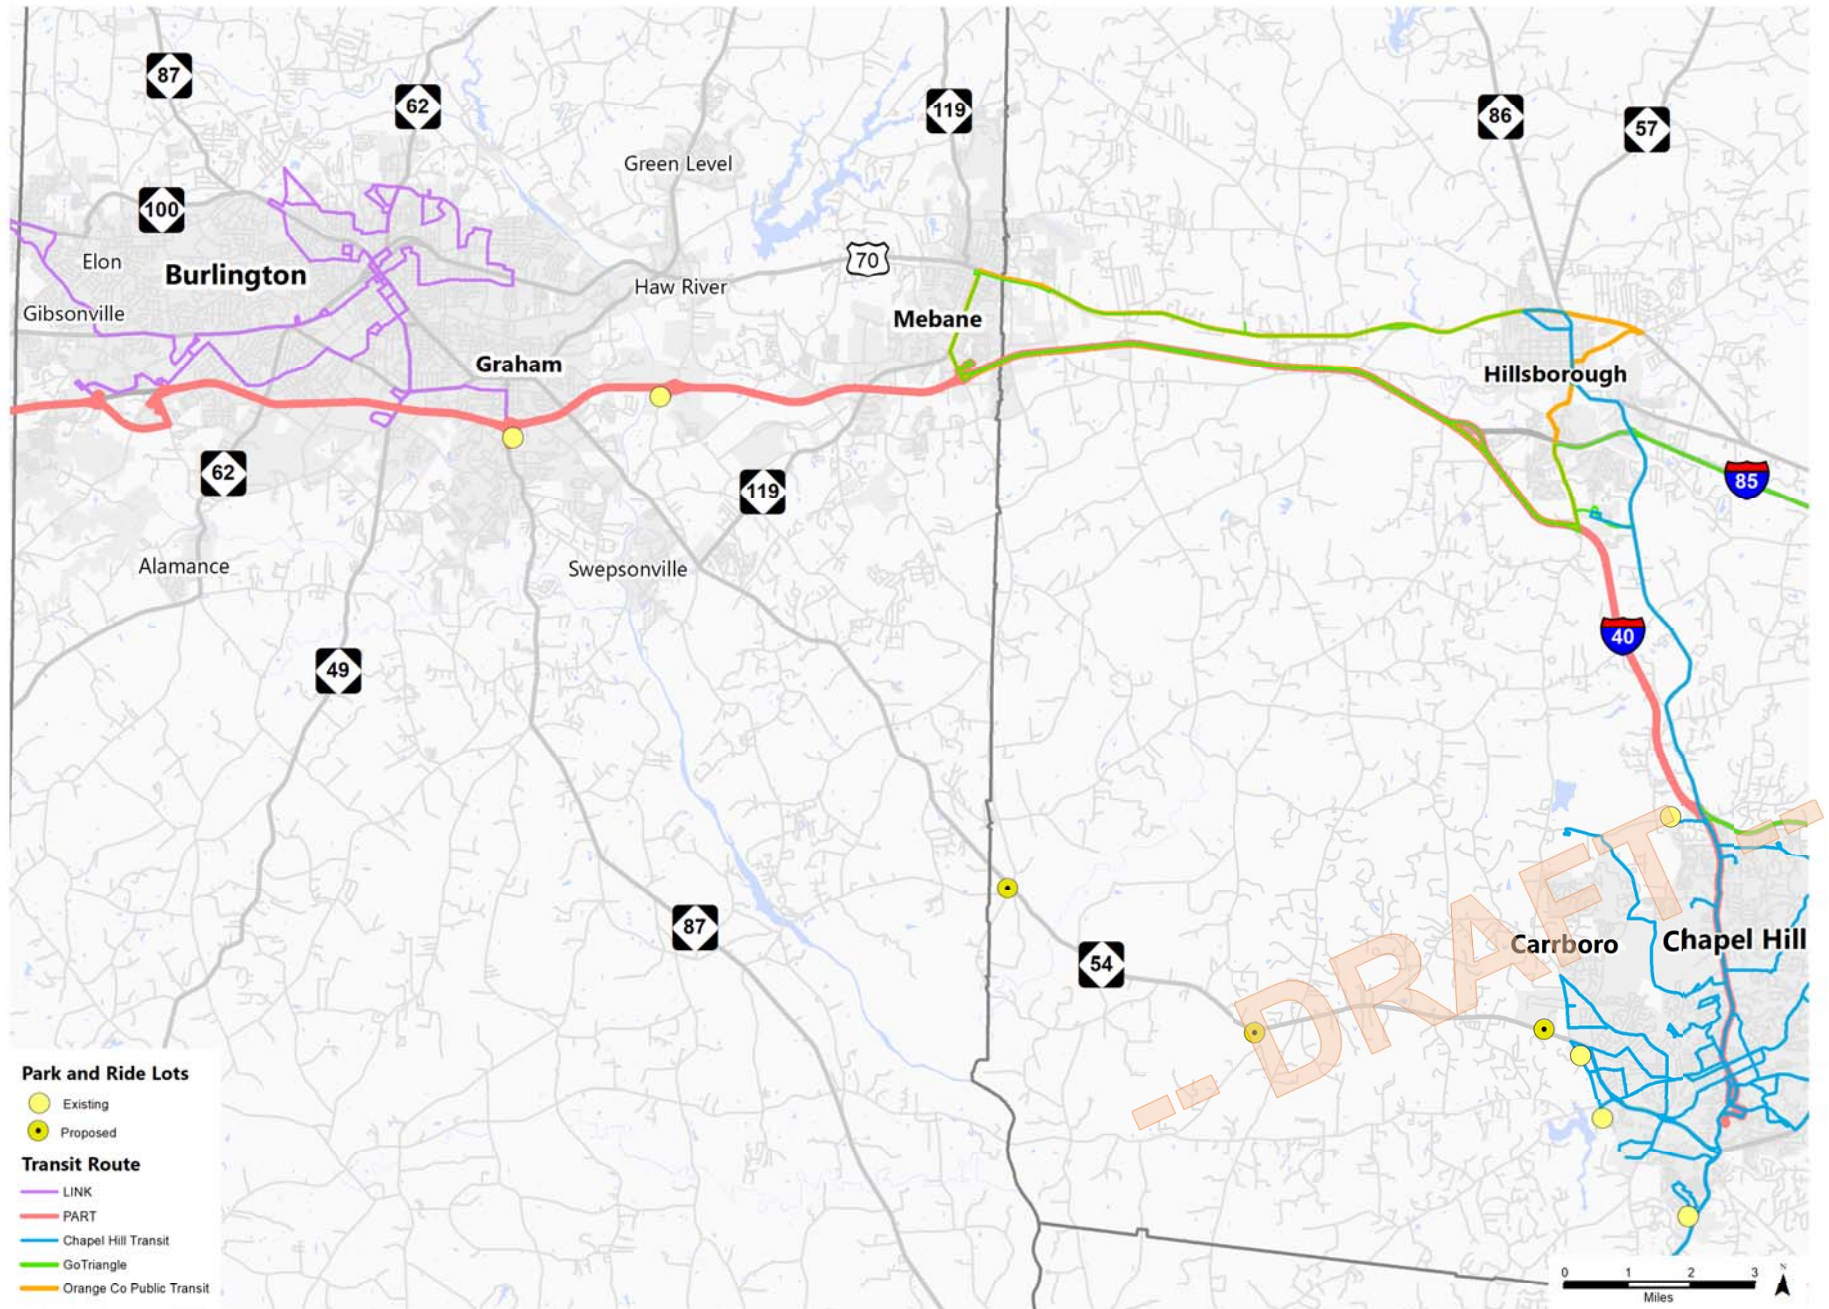 87
62
119
86
57
Green Level
100
Elon
Burlington
70
Haw River
Gibsonville
Mebane
Graham
Hillsborough
62
119
85
Alamance
Swepsonville
40
49
87
54
Carrboro
Chapel Hill
-- DRAFT --
Park and Ride Lots
Existing
Proposed
Transit Route
LINK
PART
Chapel Hill Transit
GoTriangle
Orange Co Public Transit
0 1 2 3
Miles
N